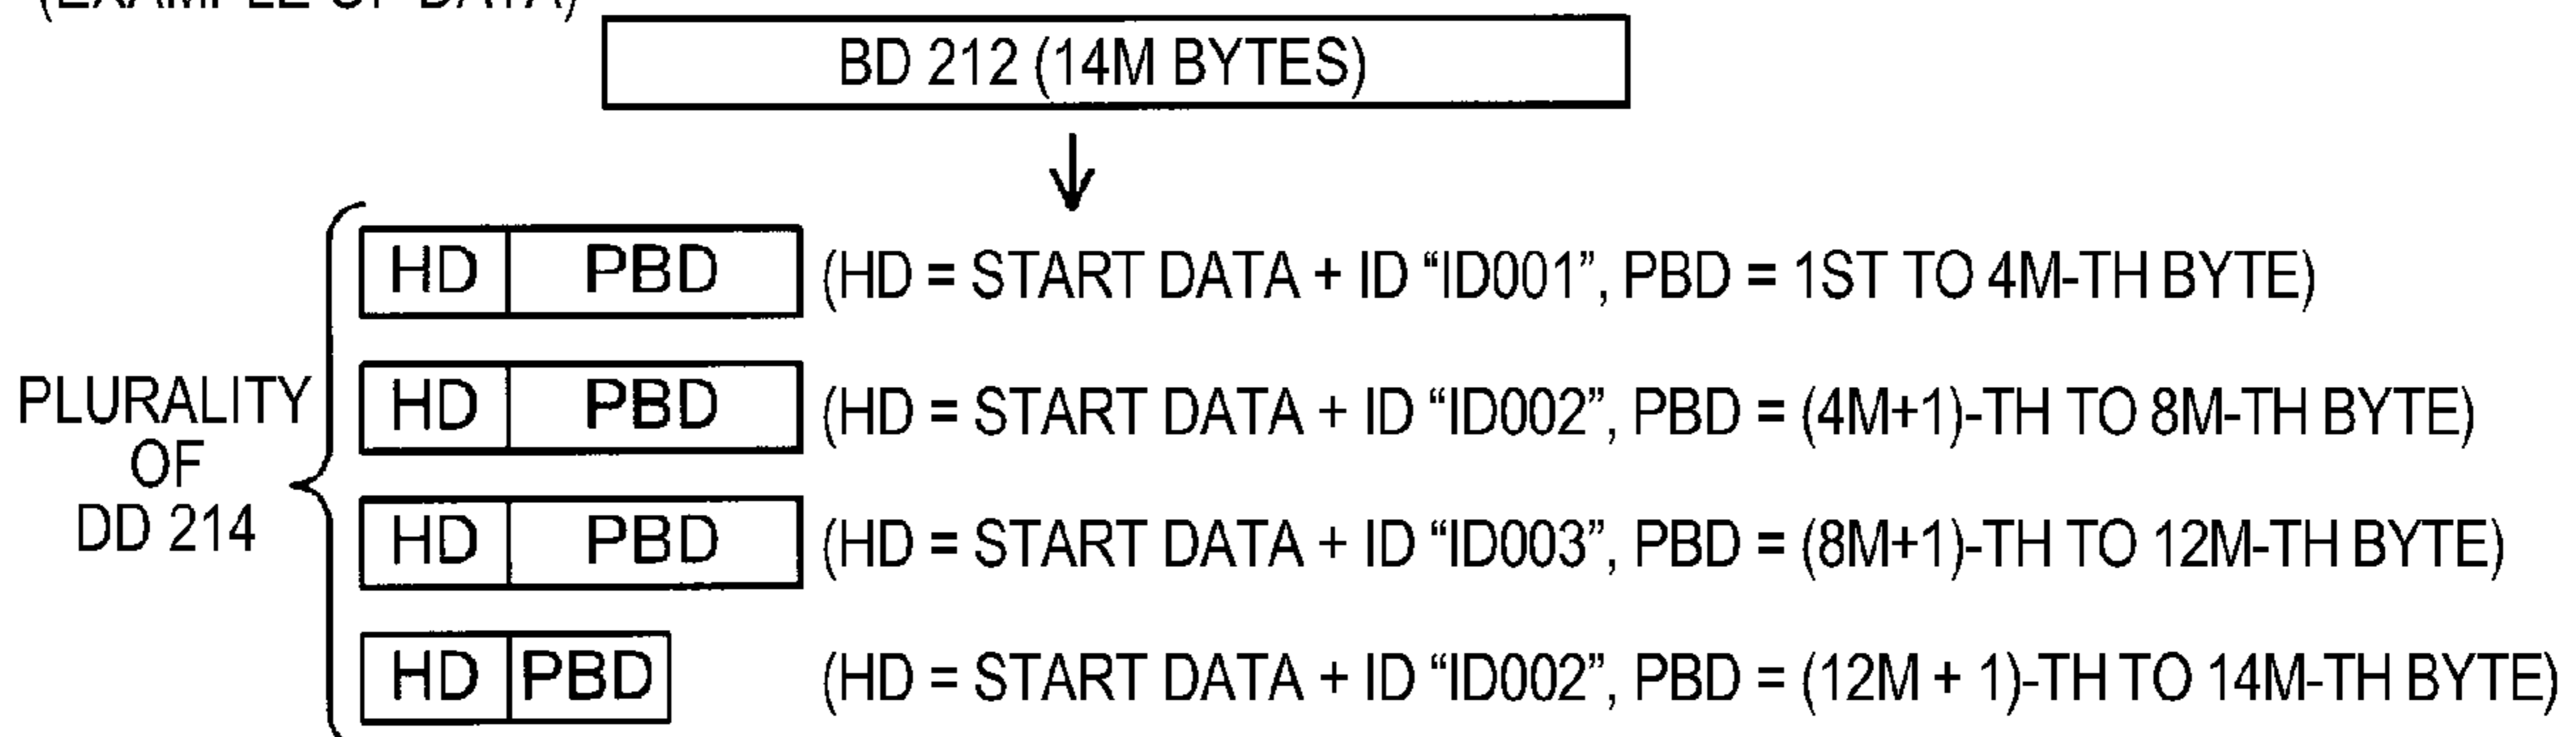 (EXAMPLE OF DATA)
BD 212 (14M BYTES)
HD PBD (HD = START DATA + ID “ID001”, PBD = 1ST TO 4M-TH BYTE)
HD PBD (HD = START DATA + ID “ID002”, PBD = (4M+1)-TH TO 8M-TH BYTE)
PLURALITY
OF
DD 214
HD PBD (HD = START DATA + ID “ID003”, PBD = (8M+1)-TH TO 12M-TH BYTE)
HD PBD (HD = START DATA + ID “ID002”, PBD = (12M + 1)-TH TO 14M-TH BYTE)